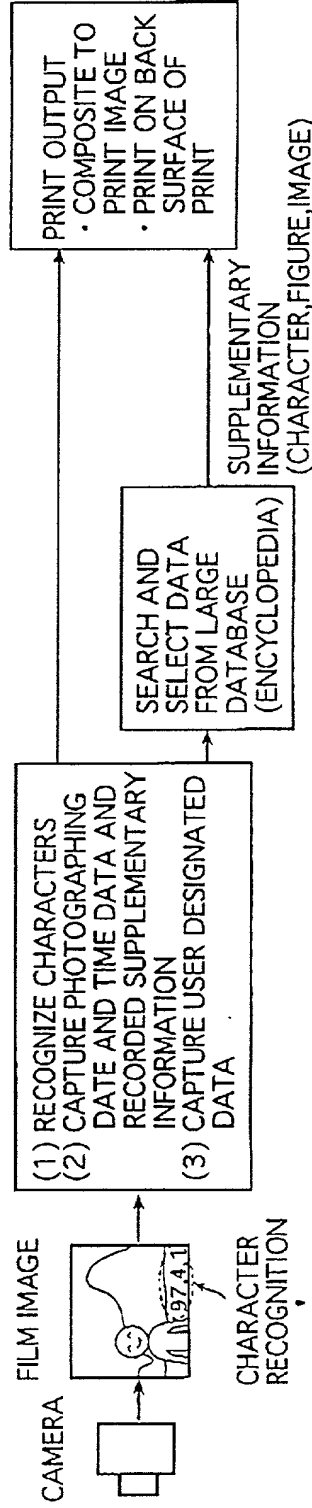 CAMERA
FILM IMAGE
'97.4.1
CHARACTER
RECOGNITION
(1) RECOGNIZE CHARACTERS
(2) CAPTURE PHOTOGRAPHING
DATE AND TIME DATA AND
RECORDED SUPPLEMENTARY
INFORMATION
(3) CAPTURE USER DESIGNATED
DATA
SEARCH AND
SELECT DATA
FROM LARGE
DATABASE
(ENCYCLOPEDIA)
SUPPLEMENTARY
INFORMATION
(CHARACTER,FIGURE,IMAGE)
PRINT OUTPUT
· COMPOSITE TO
PRINT IMAGE
· PRINT ON BACK
SURFACE OF
PRINT